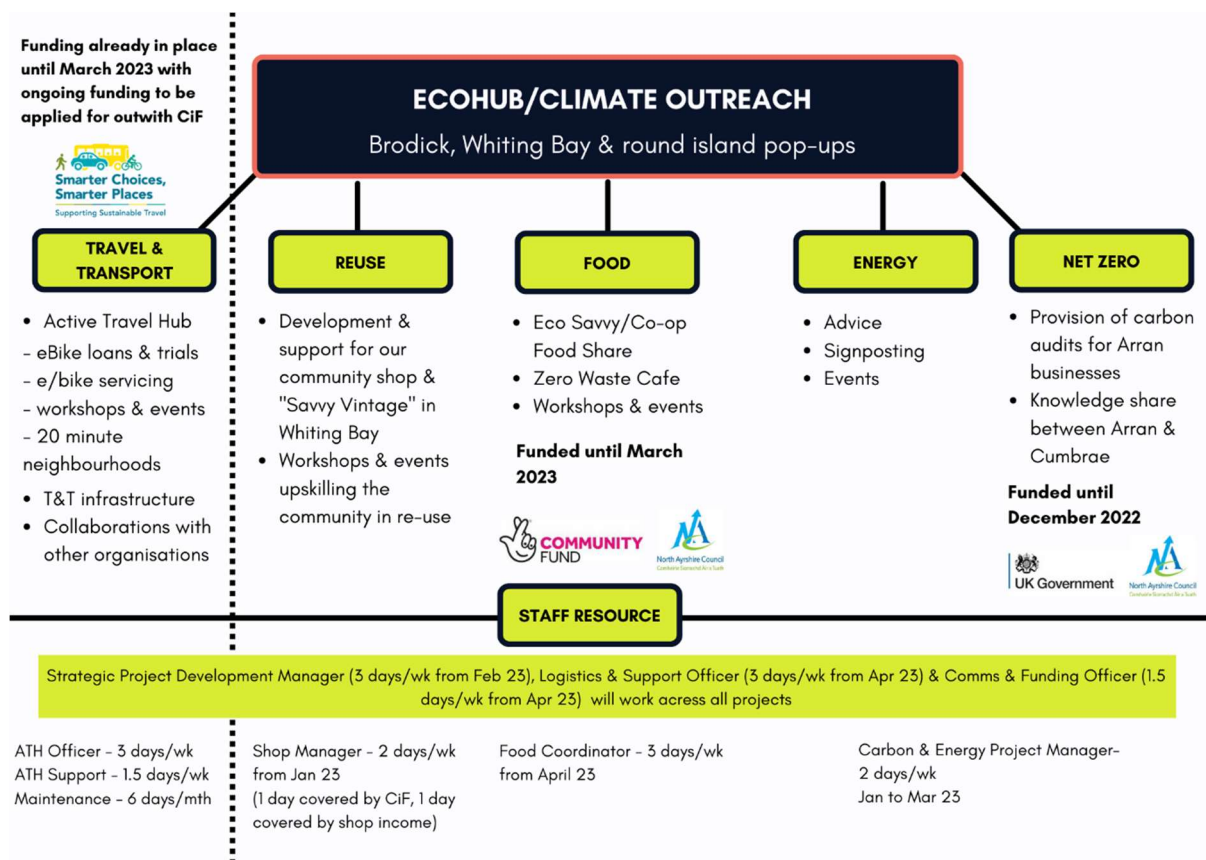 Funding already in place
until March 2023 with
ongoing funding to be
applied for outwith CiF
Smarter Choices,
Smarter Places
Supporting Sustainable Travel
ECOHUB/CLIMATE OUTREACH
Brodick, Whiting Bay & round island pop-ups
TRAVEL &
TRANSPORT
• Active Travel Hub
- eBike loans & trials
- e/bike servicing
- workshops & events
- 20 minute
neighbourhoods
• T&T infrastructure
• Collaborations with
other organisations
REUSE
• Development &
support for our
community shop &
"Savvy Vintage" in
Whiting Bay
• Workshops & events
upskilling the
community in re-use
FOOD
• Eco Savvy/Co-op
Food Share
• Zero Waste Cafe
• Workshops & events
Funded until March
2023
COMMUNITY
FUND
North Ayrshire Council
ENERGY
• Advice
• Signposting
• Events
NET ZERO
• Provision of carbon
audits for Arran
businesses
• Knowledge share
between Arran &
Cumbrae
Funded until
December 2022
UK Government
North Ayrshire Council
STAFF RESOURCE
Strategic Project Development Manager (3 days/wk from Feb 23), Logistics & Support Officer (3 days/wk from Apr 23) & Comms & Funding Officer (1.5
days/wk from Apr 23) will work across all projects
ATH Officer - 3 days/wk
ATH Support - 1.5 days/wk
Maintenance - 6 days/mth
Shop Manager - 2 days/wk
from Jan 23
(1 day covered by CiF, 1 day
covered by shop income)
Food Coordinator - 3 days/wk
from April 23
Carbon & Energy Project Manager-
2 days/wk
Jan to Mar 23